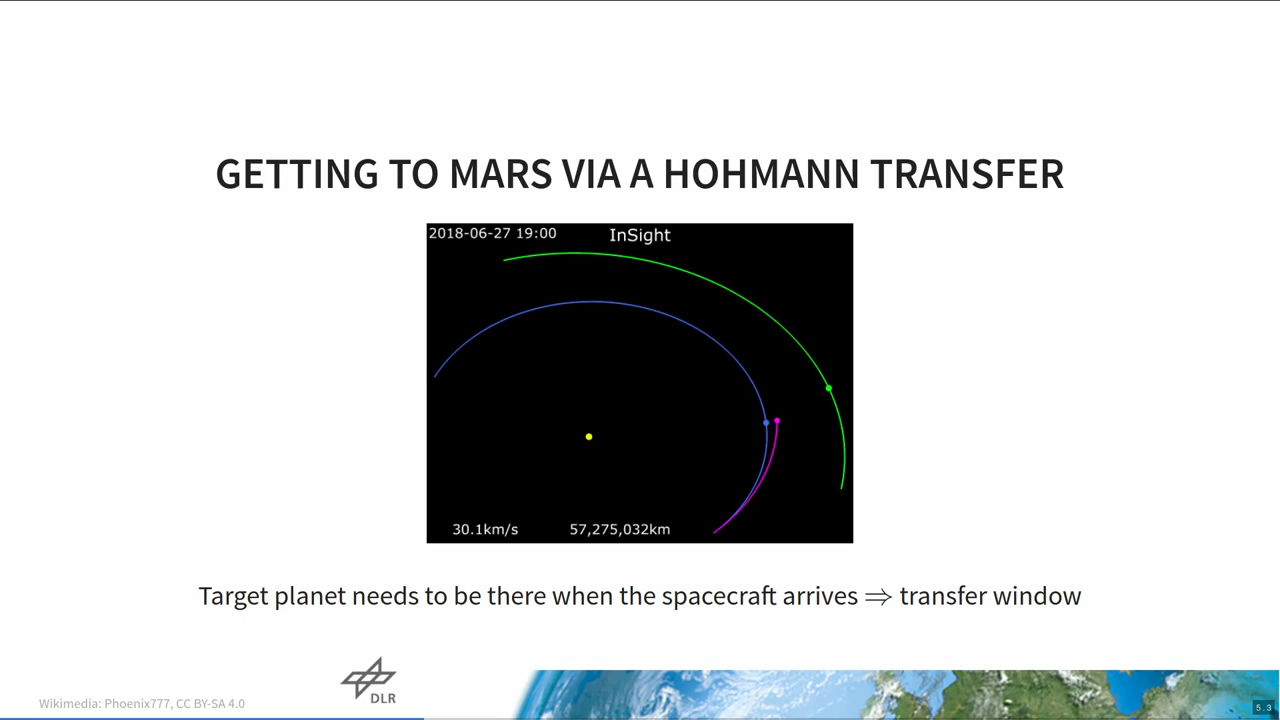 GETTING TO MARS VIA A HOHMANN TRANSFER
2018-06-27 19:00
InSight
30.1km/s
57,275,032km
Target planet needs to be there when the spacecraft arrives ⇒ transfer window
DLR
Wikimedia: Phoenix777, CC BY-SA 4.0
5.3